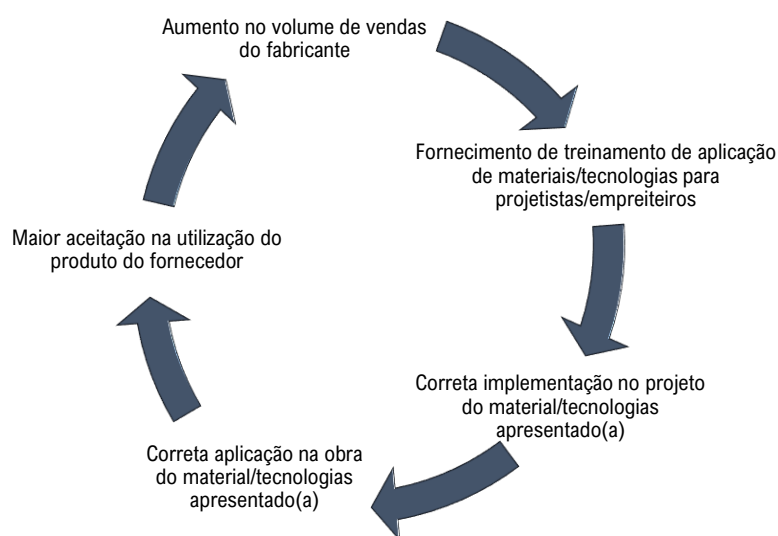 Aumento no volume de vendas
do fabricante
Fornecimento de treinamento de aplicação
de materiais/tecnologias para
projetistas/empreiteiros
Correta implementação no projeto
do material/tecnologias
apresentado(a)
Correta aplicação na obra
do material/tecnologias
apresentado(a)
Maior aceitação na utilização do
produto do fornecedor